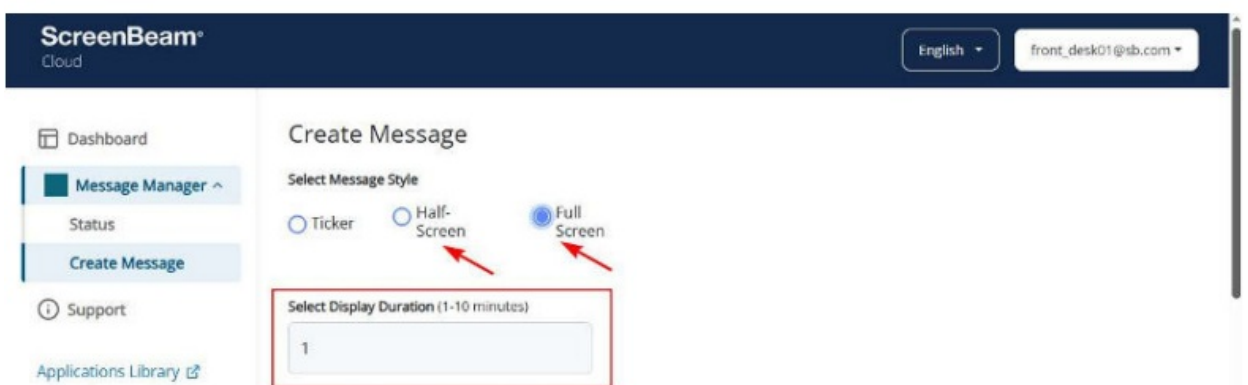 ScreenBeam®
Cloud
English
front_desk01@sb.com
Dashboard
Message Manager
Status
Create Message
Support
Applications Library
Create Message
Select Message Style
Ticker
Half-
Screen
Full
Screen
Select Display Duration (1-10 minutes)
1